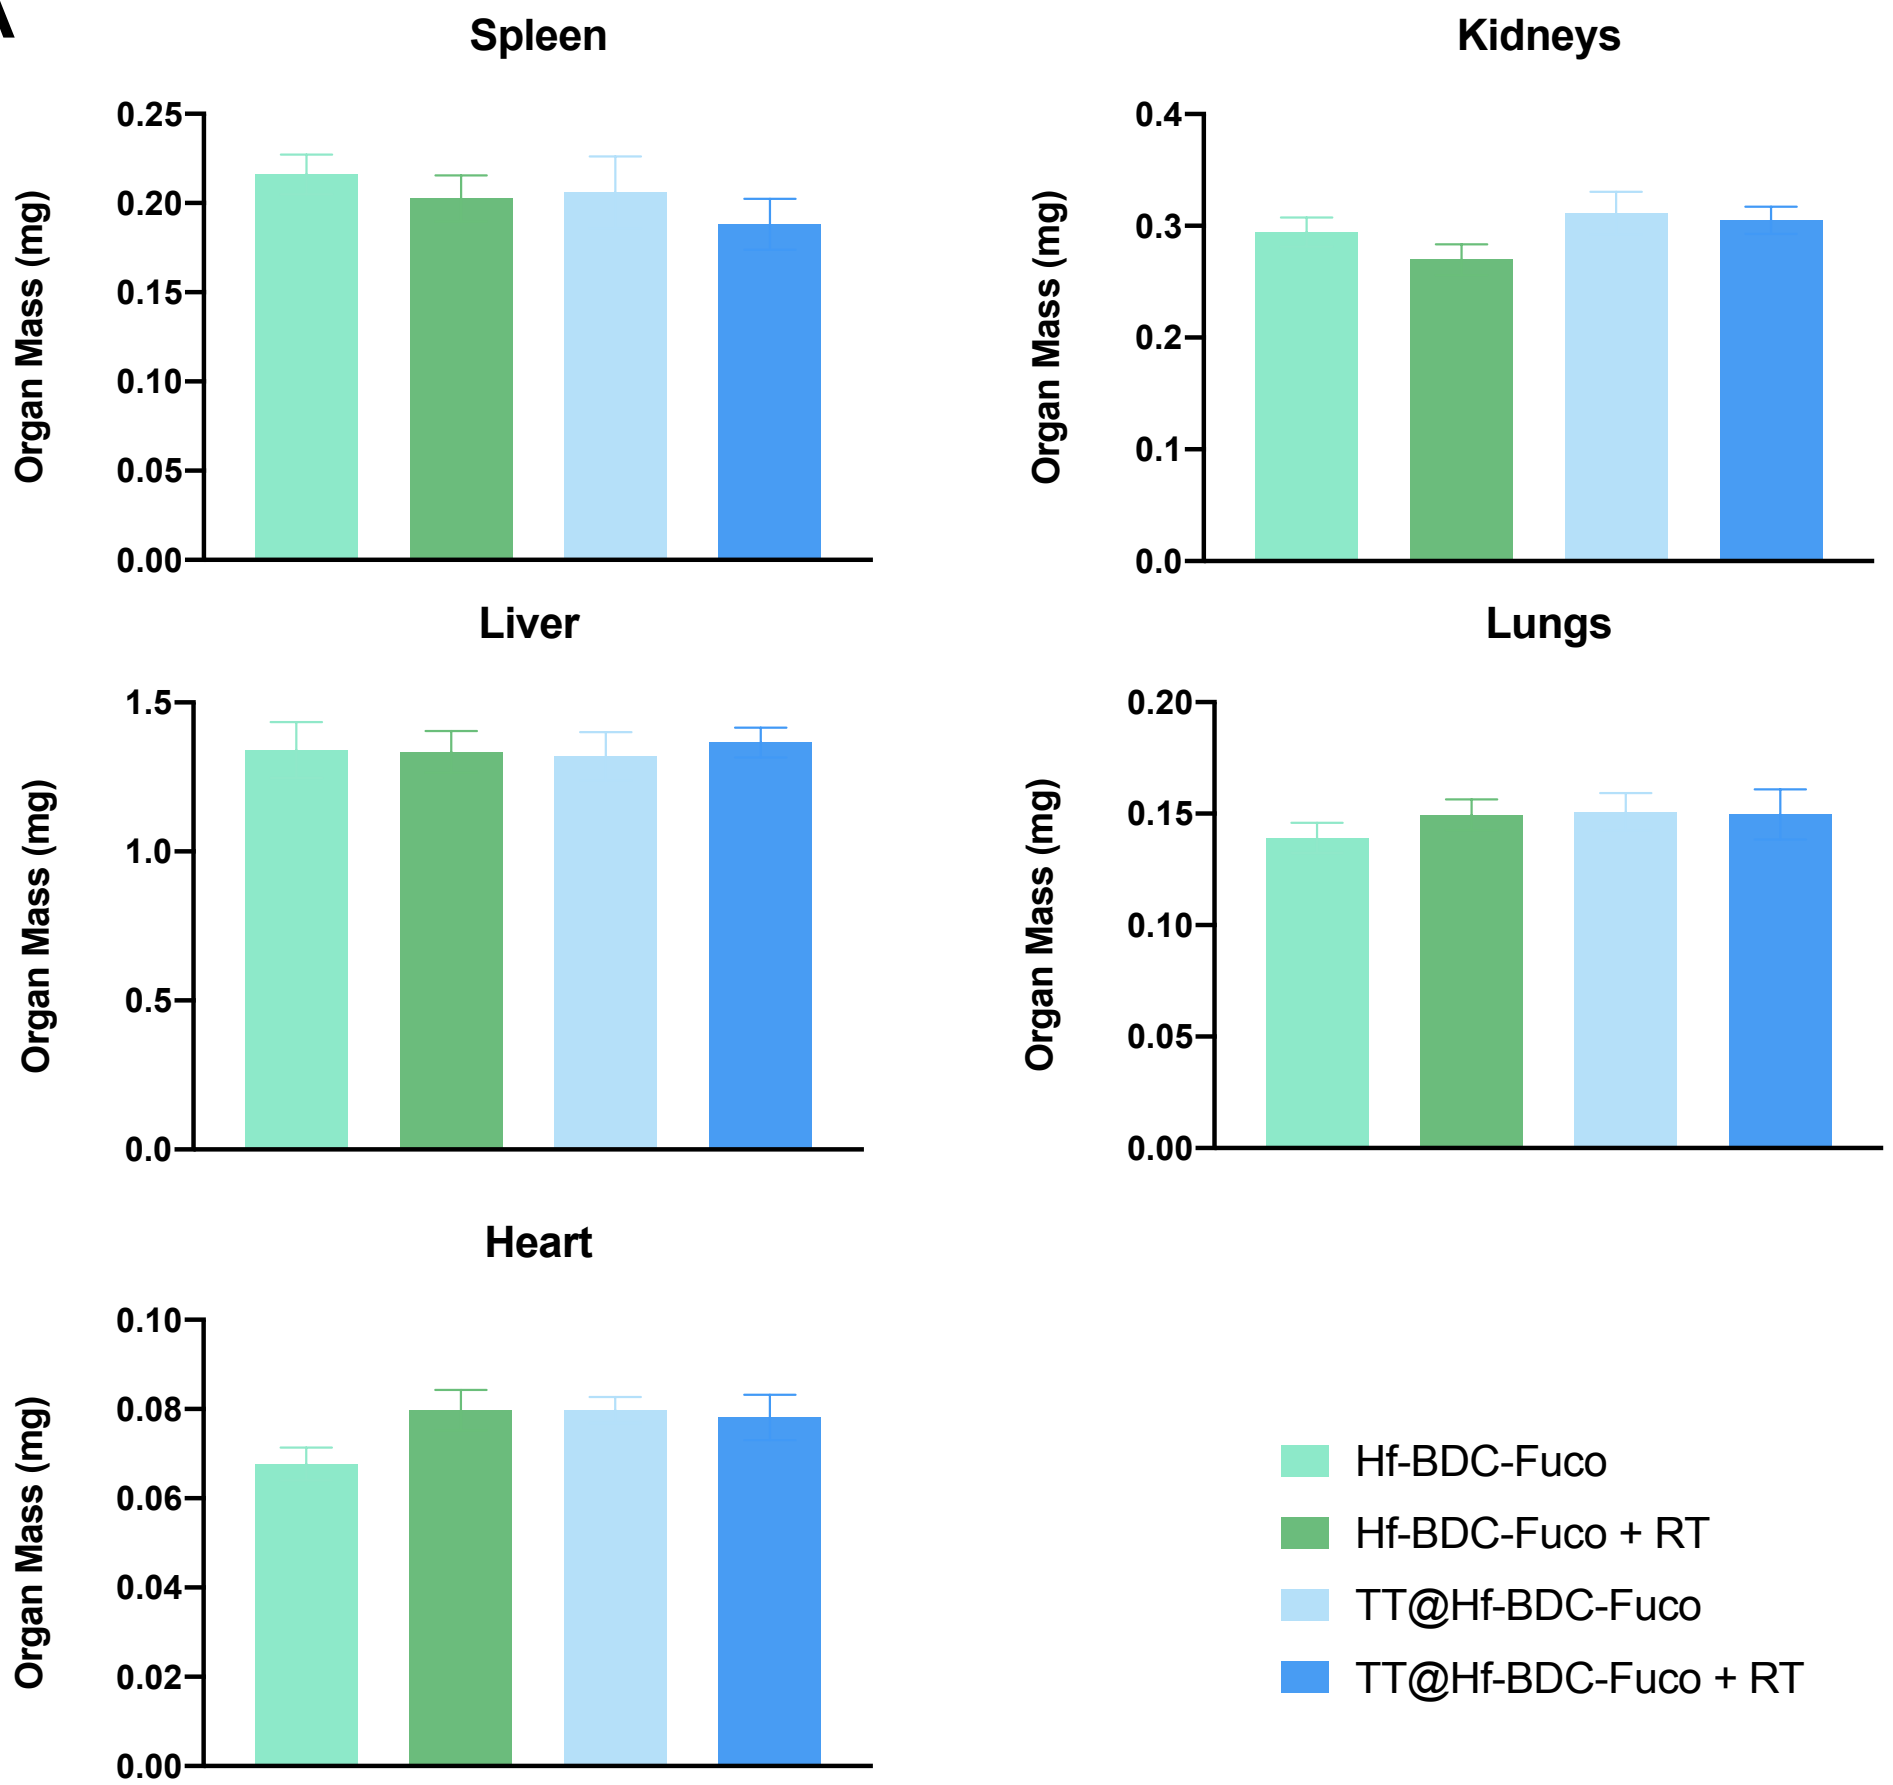 A
Spleen
Organ Mass (mg)
0.25
0.20
0.15
0.10
0.05
0.00
Kidneys
Organ Mass (mg)
0.4
0.3
0.2
0.1
0.0
Liver
Organ Mass (mg)
1.5
1.0
0.5
0.0
Lungs
Organ Mass (mg)
0.20
0.15
0.10
0.05
0.00
Heart
Organ Mass (mg)
0.10
0.08
0.06
0.04
0.02
0.00
Hf-BDC-Fuco
Hf-BDC-Fuco + RT
TT@Hf-BDC-Fuco
TT@Hf-BDC-Fuco + RT